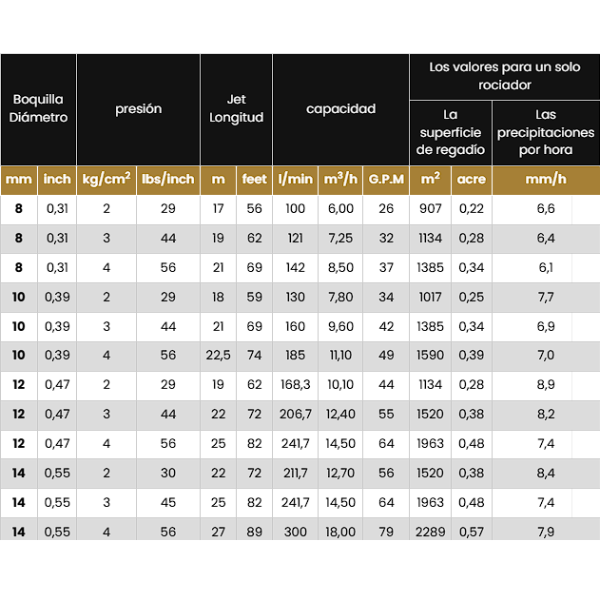 Los valores para un solo rociador
Boquilla Diámetro presión Jet Longitud capacidad La superficie de regadío Las precipitaciones por hora
mm inch kg/cm² lbs/inch m feet l/min m³/h G.P.M m² acre mm/h
8 0,31 2 29 17 56 100 6,00 26 907 0,22 6,6
8 0,31 3 44 19 62 121 7,25 32 1134 0,28 6,4
8 0,31 4 56 21 69 142 8,50 37 1385 0,34 6,1
10 0,39 2 29 18 59 130 7,80 34 1017 0,25 7,7
10 0,39 3 44 21 69 160 9,60 42 1385 0,34 6,9
10 0,39 4 56 22,5 74 185 11,10 49 1590 0,39 7,0
12 0,47 2 29 19 62 168,3 10,10 44 1134 0,28 8,9
12 0,47 3 44 22 72 206,7 12,40 55 1520 0,38 8,2
12 0,47 4 56 25 82 241,7 14,50 64 1963 0,48 7,4
14 0,55 2 30 22 72 211,7 12,70 56 1520 0,38 8,4
14 0,55 3 45 25 82 241,7 14,50 64 1963 0,48 7,4
14 0,55 4 56 27 89 300 18,00 79 2289 0,57 7,9